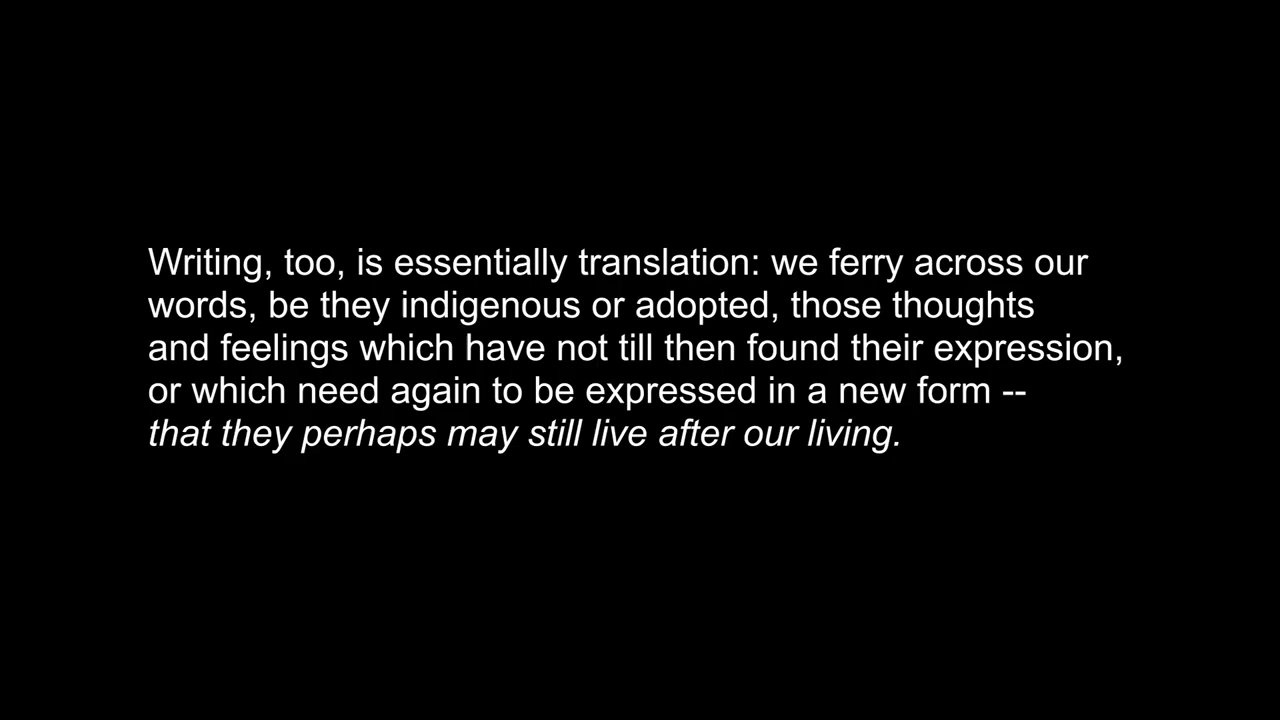 Writing, too, is essentially translation: we ferry across our
words, be they indigenous or adopted, those thoughts
and feelings which have not till then found their expression,
or which need again to be expressed in a new form --
that they perhaps may still live after our living.